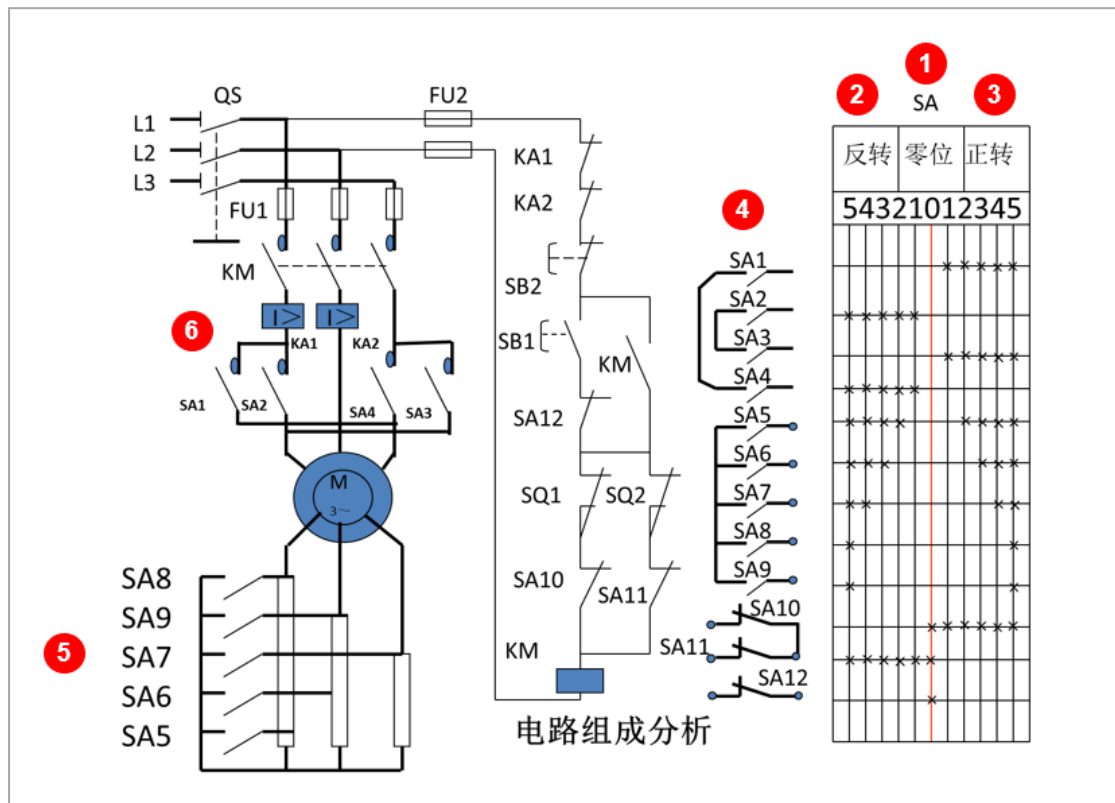 1
2
SA
3
QS
FU2
L1
L2
L3
反转
零位
正转
KA1
KA2
FU1
4
54321012345
KM
SB2
SA1
SA2
SA3
SA4
6
I>
I>
KA1
KA2
SB1
KM
SA1
SA2
SA4
SA3
SA12
SA5
SA6
SA7
SA8
SA9
M
3～
SQ1
SQ2
SA8
SA9
SA7
SA6
SA5
5
SA10
SA11
SA10
SA11
SA12
KM
电路组成分析